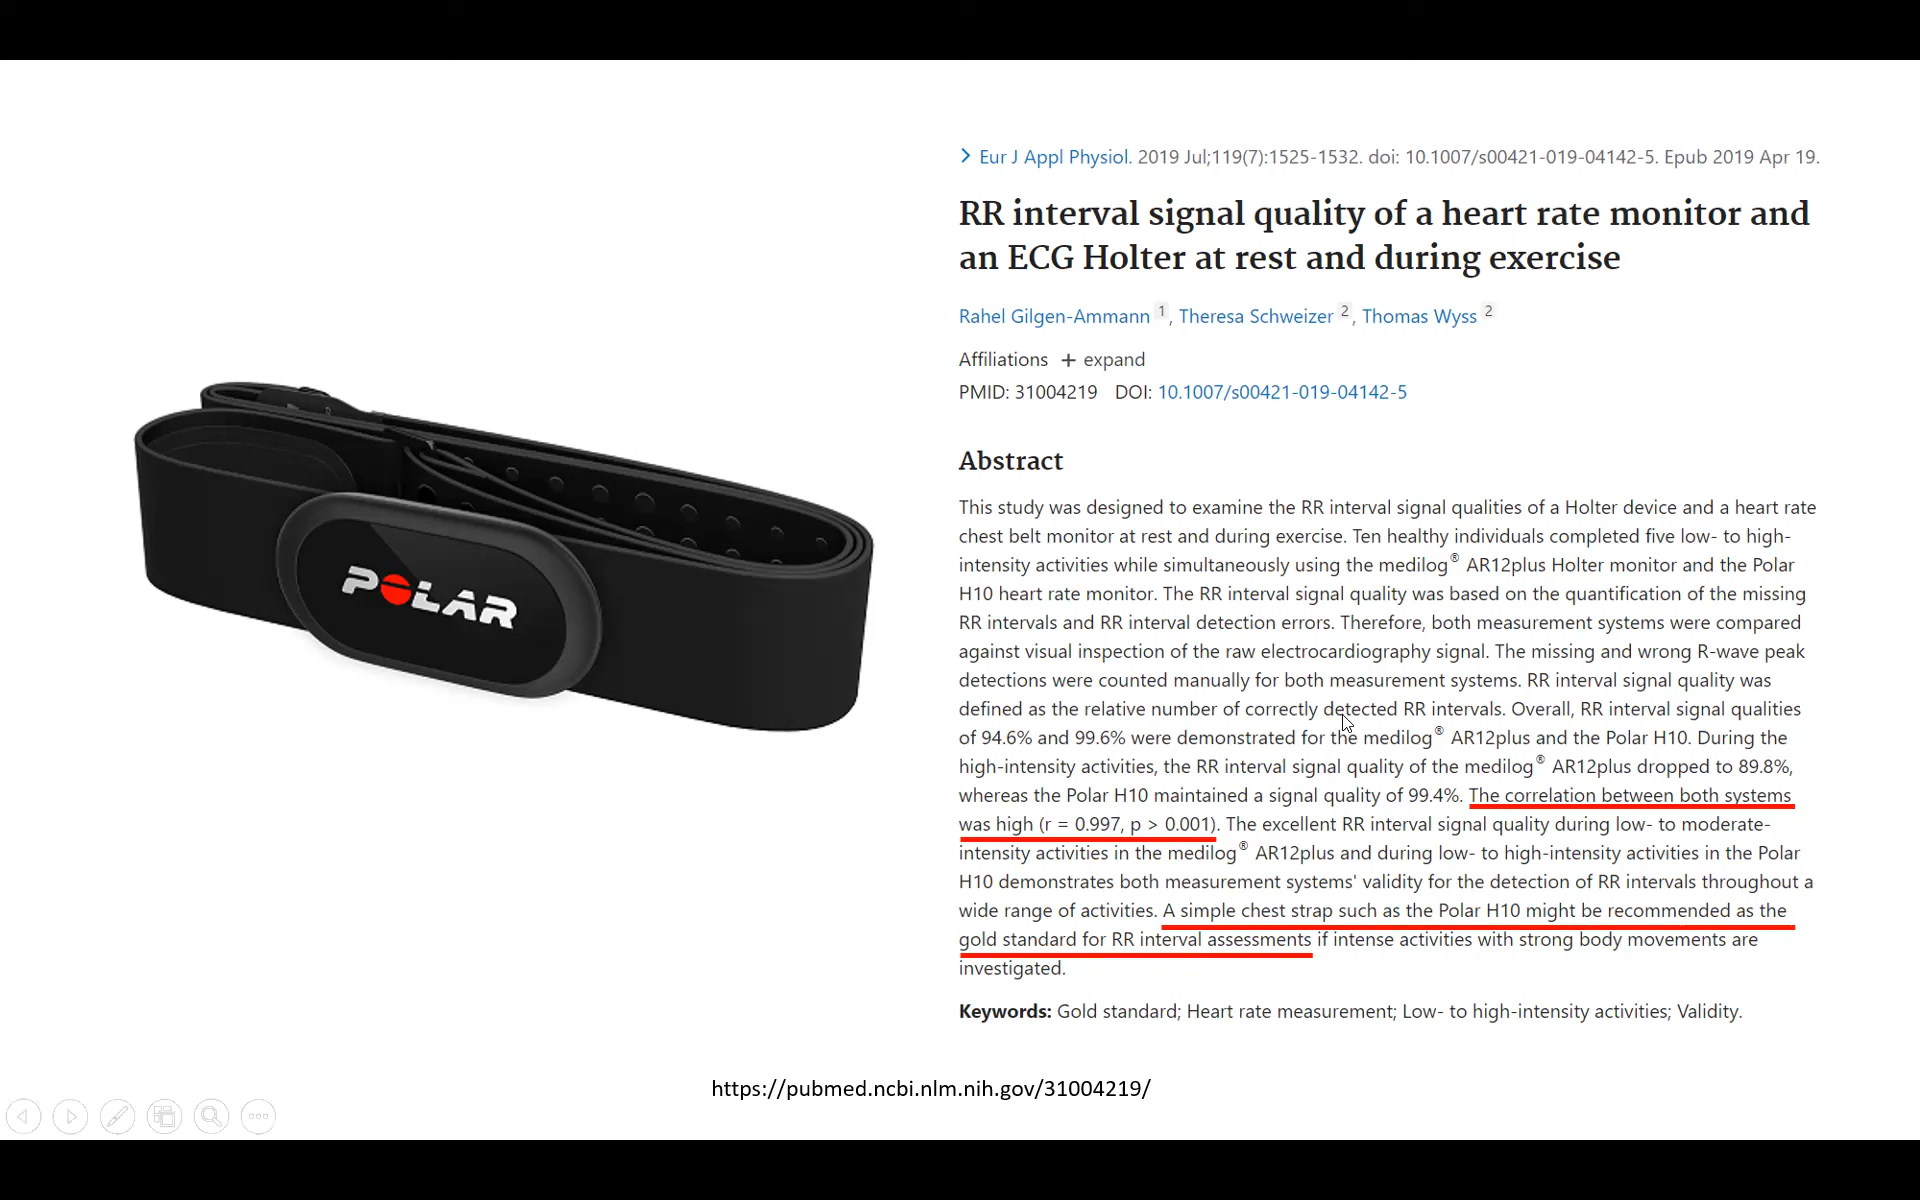 POLAR
> Eur J Appl Physiol. 2019 Jul;119(7):1525-1532. doi: 10.1007/s00421-019-04142-5. Epub 2019 Apr 19.
RR interval signal quality of a heart rate monitor and
an ECG Holter at rest and during exercise
Rahel Gilgen-Ammann 1, Theresa Schweizer 2, Thomas Wyss 2
Affiliations + expand
PMID: 31004219 DOI: 10.1007/s00421-019-04142-5
Abstract
This study was designed to examine the RR interval signal qualities of a Holter device and a heart rate
chest belt monitor at rest and during exercise. Ten healthy individuals completed five low- to high-
intensity activities while simultaneously using the medilog® AR12plus Holter monitor and the Polar
H10 heart rate monitor. The RR interval signal quality was based on the quantification of the missing
RR intervals and RR interval detection errors. Therefore, both measurement systems were compared
against visual inspection of the raw electrocardiography signal. The missing and wrong R-wave peak
detections were counted manually for both measurement systems. RR interval signal quality was
defined as the relative number of correctly detected RR intervals. Overall, RR interval signal qualities
of 94.6% and 99.6% were demonstrated for the medilog® AR12plus and the Polar H10. During the
high-intensity activities, the RR interval signal quality of the medilog® AR12plus dropped to 89.8%,
whereas the Polar H10 maintained a signal quality of 99.4%. The correlation between both systems
was high (r = 0.997, p > 0.001). The excellent RR interval signal quality during low- to moderate-
intensity activities in the medilog® AR12plus and during low- to high-intensity activities in the Polar
H10 demonstrates both measurement systems' validity for the detection of RR intervals throughout a
wide range of activities. A simple chest strap such as the Polar H10 might be recommended as the
gold standard for RR interval assessments if intense activities with strong body movements are
investigated.
Keywords: Gold standard; Heart rate measurement; Low- to high-intensity activities; Validity.
https://pubmed.ncbi.nlm.nih.gov/31004219/